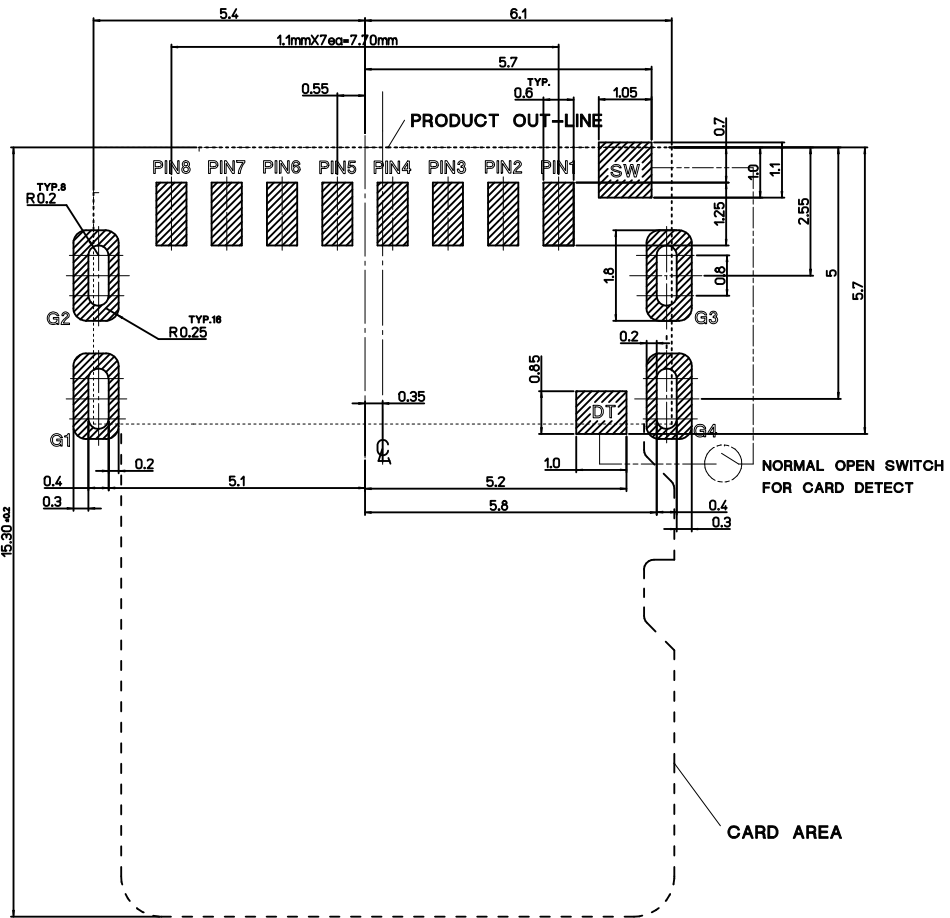 5.4
6.1
1.1mmX7ea=7.70mm
5.7
0.55
TYP.
0.6
1.05
PRODUCT OUT-LINE
0.7
PIN8 PIN7 PIN6 PIN5 PIN4 PIN3 PIN2 PIN1
SW
1.0
1.1
TYP.8
R0.2
1.25
2.55
1.8
0.8
5
5.7
G2
G3
TYP.16
R0.25
0.2
0.85
0.35
DT
G1
G4
0.2
1.0
NORMAL OPEN SWITCH
FOR CARD DETECT
0.4
5.1
5.2
0.3
5.8
0.4
0.3
15.30 ±0.2
CARD AREA